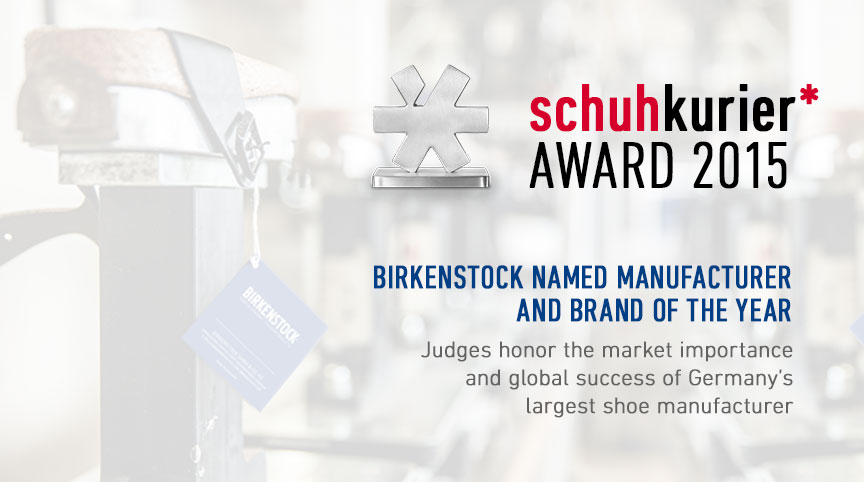 schuhkurier*
AWARD 2015
BIRKENSTOCK NAMED MANUFACTURER
AND BRAND OF THE YEAR
Judges honor the market importance
and global success of Germany's
largest shoe manufacturer
BIRKENSTOCK